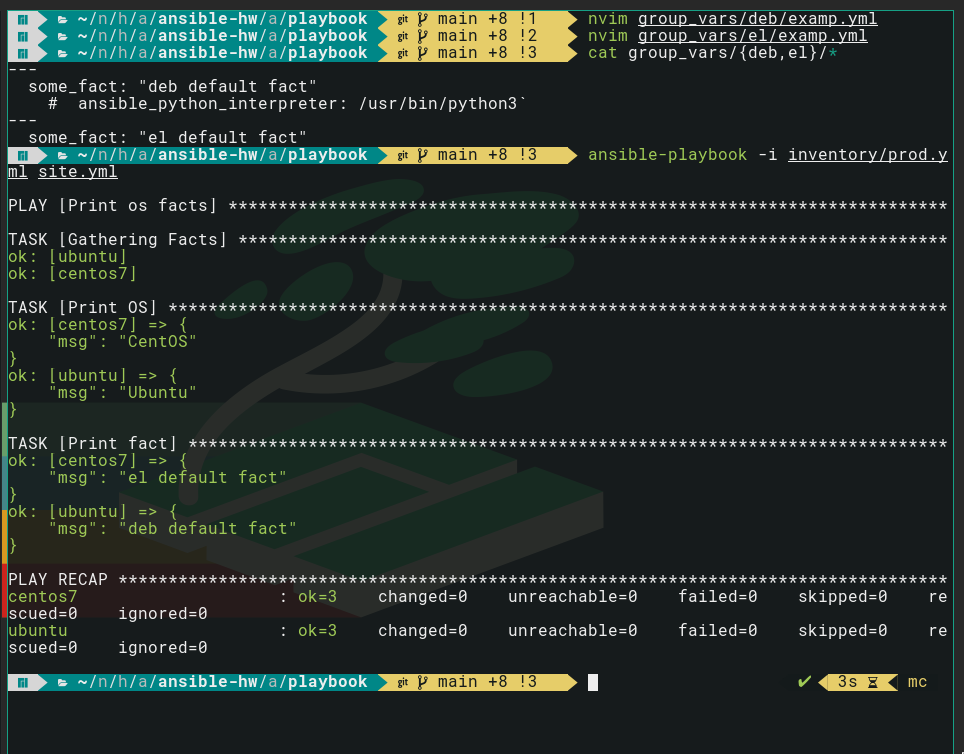 ~/n/h/a/ansible-hw/a/playbook git main +8 !1 nvim group_vars/deb/examp.yml
~/n/h/a/ansible-hw/a/playbook git main +8 !2 nvim group_vars/el/examp.yml
~/n/h/a/ansible-hw/a/playbook git main +8 !3 cat group_vars/{deb,el}/*
---
  some_fact: "deb default fact"
    #  ansible_python_interpreter: /usr/bin/python3`
---
  some_fact: "el default fact"
~/n/h/a/ansible-hw/a/playbook git main +8 !3 ansible-playbook -i inventory/prod.y
ml site.yml
PLAY [Print os facts] ************************************************************************
TASK [Gathering Facts] ***********************************************************************
ok: [ubuntu]
ok: [centos7]
TASK [Print OS] ******************************************************************************
ok: [centos7] => {
    "msg": "CentOS"
}
ok: [ubuntu] => {
    "msg": "Ubuntu"
}
TASK [Print fact] ****************************************************************************
ok: [centos7] => {
    "msg": "el default fact"
}
ok: [ubuntu] => {
    "msg": "deb default fact"
}
PLAY RECAP ***********************************************************************************
centos7                    : ok=3    changed=0    unreachable=0    failed=0    skipped=0    re
scued=0    ignored=0
ubuntu                     : ok=3    changed=0    unreachable=0    failed=0    skipped=0    re
scued=0    ignored=0
~/n/h/a/ansible-hw/a/playbook git main +8 !3 ✔ 3s mc